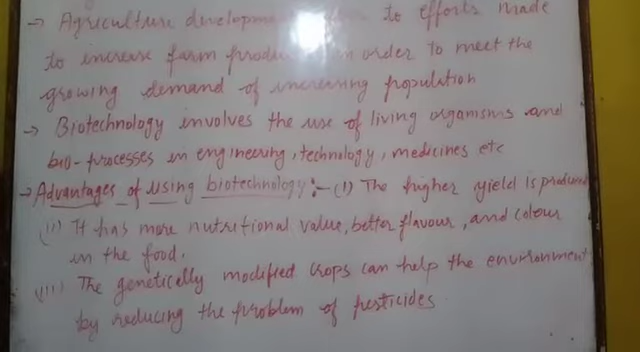 → Agriculture developm to efforts made
to increase farm produ in order to meet the
growing demand of increasing population
→ Biotechnology involves the use of living organisms and
bio-processes in engineering, technology, medicines etc
→ Advantages of using biotechnology:- (i) The higher yield is produced
(ii) It has more nutritional value, better flavour, and colour
in the food.
(iii) The genetically modified crops can help the environment
by reducing the problem of pesticides